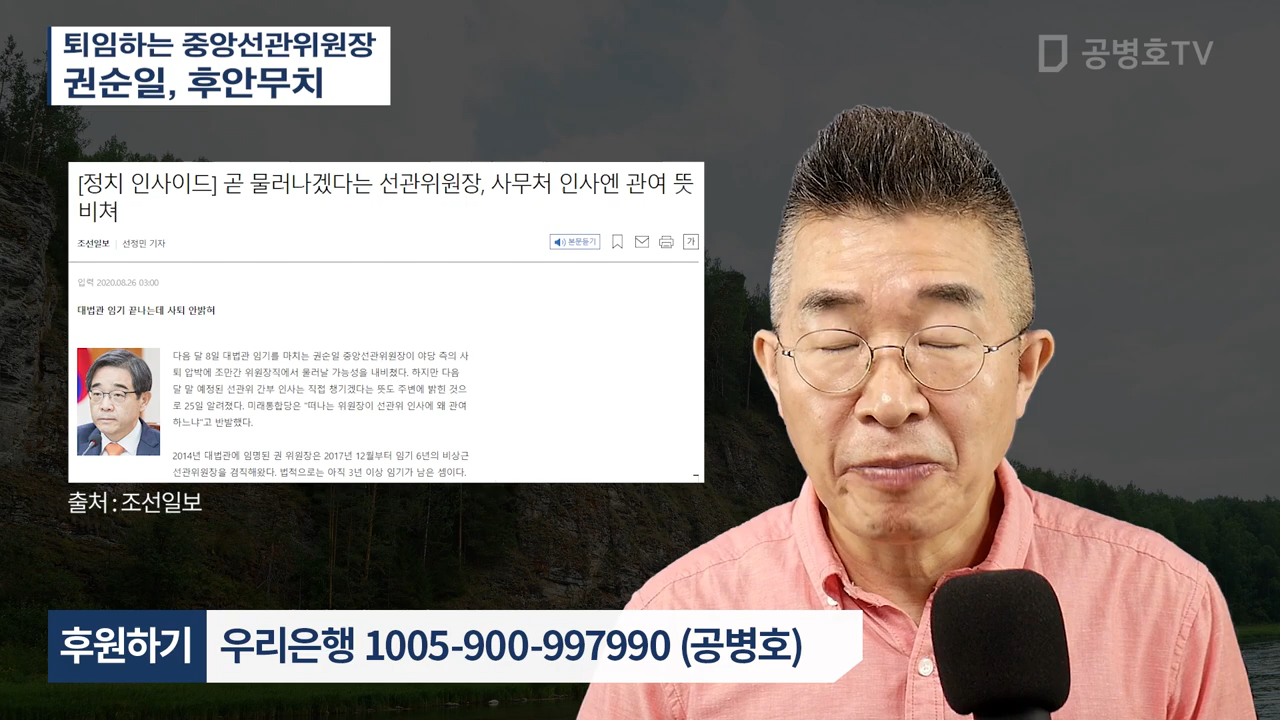 퇴임하는 중앙선관위원장
권순일, 후안무치
공병호TV
[정치 인사이드] 곧 물러나겠다는 선관위원장, 사무처 인사엔 관여 뜻
비쳐
조선일보 | 선정민 기자
본문듣기
가
입력 2020.08.26 03:00
대법관 임기 끝나는데 사퇴 안밝혀
다음 달 8일 대법관 임기를 마치는 권순일 중앙선관위원장이 야당 측의 사
퇴 압박에 조만간 위원장직에서 물러날 가능성을 내비쳤다. 하지만 다음
달 말 예정된 선관위 간부 인사는 직접 챙기겠다는 뜻도 주변에 밝힌 것으
로 25일 알려졌다. 미래통합당은 "떠나는 위원장이 선관위 인사에 왜 관여
하느냐"고 반발했다.
2014년 대법관에 임명된 권 위원장은 2017년 12월부터 임기 6년의 비상근
선관위원장을 겸직해왔다. 법적으로는 아직 3년 이상 임기가 남은 셈이다.
출처 : 조선일보
후원하기
우리은행 1005-900-997990 (공병호)